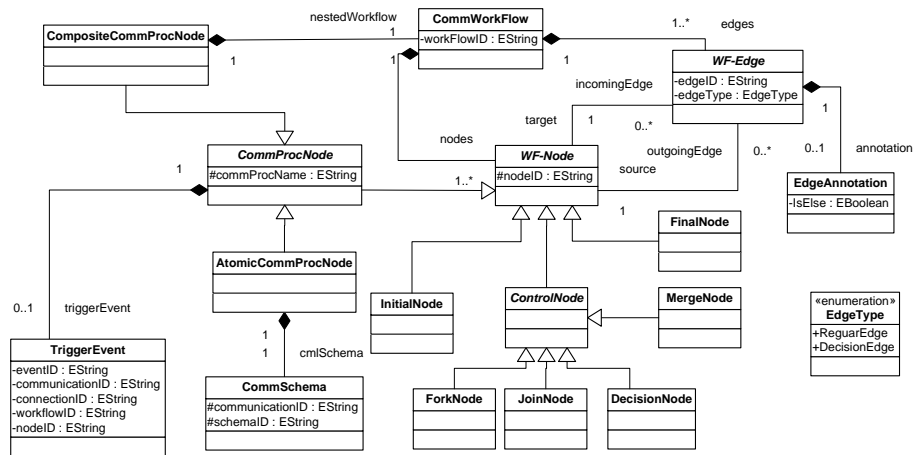 nestedWorkflow
CommWorkFlow
-workFlowID : EString
CompositeCommProcNode
1
1
1
1
1..*
edges
WF-Edge
-edgeID : EString
-edgeType : EdgeType
incomingEdge
1
target
1
0..*
0..1
annotation
nodes
outgoingEdge
0..*
source
CommProcNode
#commProcName : EString
1
1..*
WF-Node
#nodeID : EString
1
EdgeAnnotation
-IsElse : EBoolean
FinalNode
AtomicCommProcNode
InitialNode
ControlNode
MergeNode
«enumeration»
EdgeType
+ReguarEdge
+DecisionEdge
0..1
triggerEvent
1
1
cmlSchema
TriggerEvent
-eventID : EString
-communicationID : EString
-connectionID : EString
-workflowID : EString
-nodeID : EString
CommSchema
#communicationID : EString
#schemaID : EString
ForkNode
JoinNode
DecisionNode